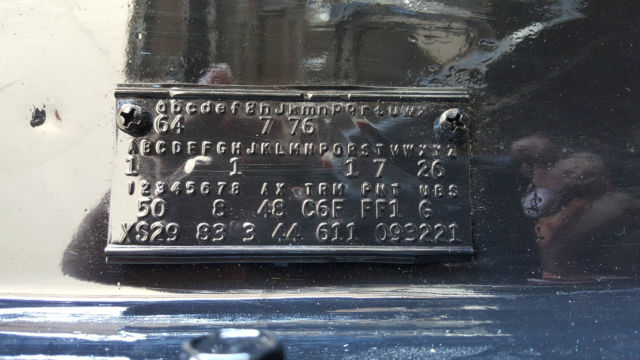 abcdefghJkmnpqrtuwx
64 7 76
ABCDEFGHJKLMNPQRSTVWXYZ
1 1 1 7 26
12345678 AX TRM PNT UBS
50 8 48 C6F FF1 G
XS29 83 3 44 611 093221